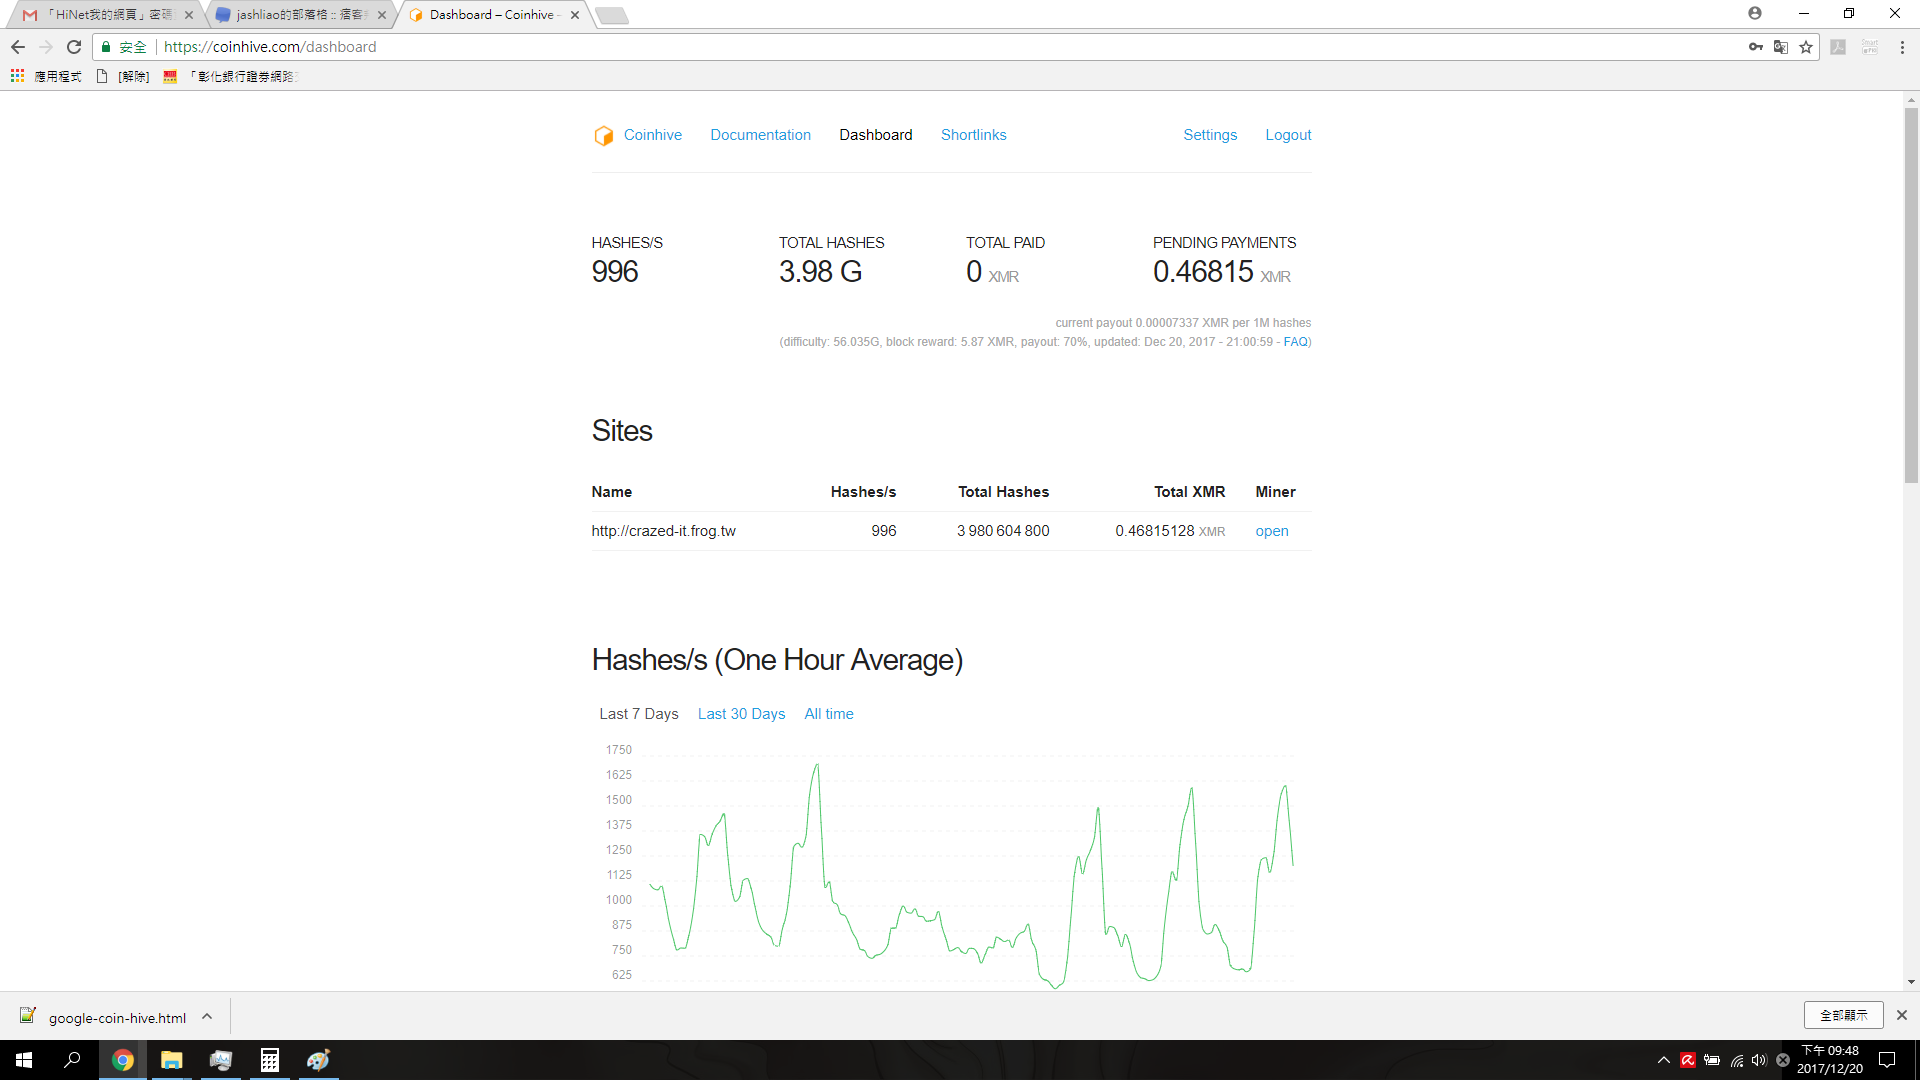 「HiNet我的網頁」密碼
jashliao的部落格 :: 痞客
Dashboard – Coinhive -
安全
https://coinhive.com/dashboard
應用程式
[解除]
「彰化銀行證券網路
Coinhive Documentation Dashboard Shortlinks Settings Logout
HASHES/S TOTAL HASHES TOTAL PAID PENDING PAYMENTS
996 3.98 G 0 XMR 0.46815 XMR
current payout 0.00007337 XMR per 1M hashes
(difficulty: 56.035G, block reward: 5.87 XMR, payout: 70%, updated: Dec 20, 2017 - 21:00:59 - FAQ)
Sites
Name Hashes/s Total Hashes Total XMR Miner
http://crazed-it.frog.tw 996 3 980 604 800 0.46815128 XMR open
Hashes/s (One Hour Average)
Last 7 Days Last 30 Days All time
1750
1625
1500
1375
1250
1125
1000
875
750
625
google-coin-hive.html
全部顯示
下午 09:48
2017/12/20